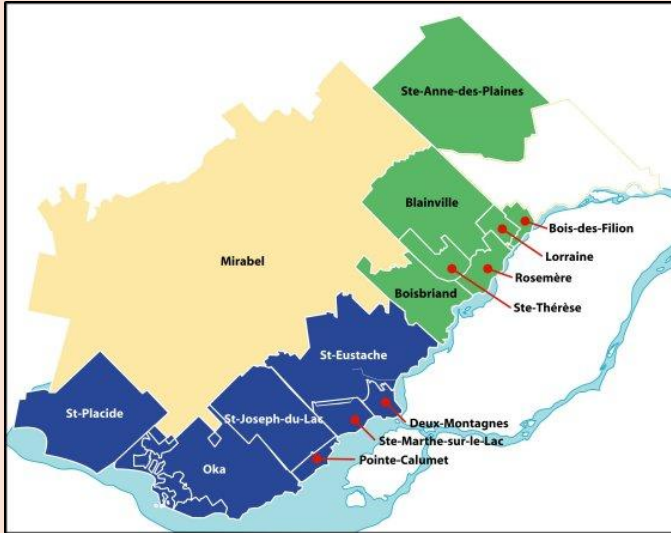 Ste-Anne-des-Plaines
Blainville
Bois-des-Filion
Lorraine
Mirabel
Rosemère
Boisbriand
Ste-Thérèse
St-Eustache
St-Placide
St-Joseph-du-Lac
Deux-Montagnes
Ste-Marthe-sur-le-Lac
Pointe-Calumet
Oka